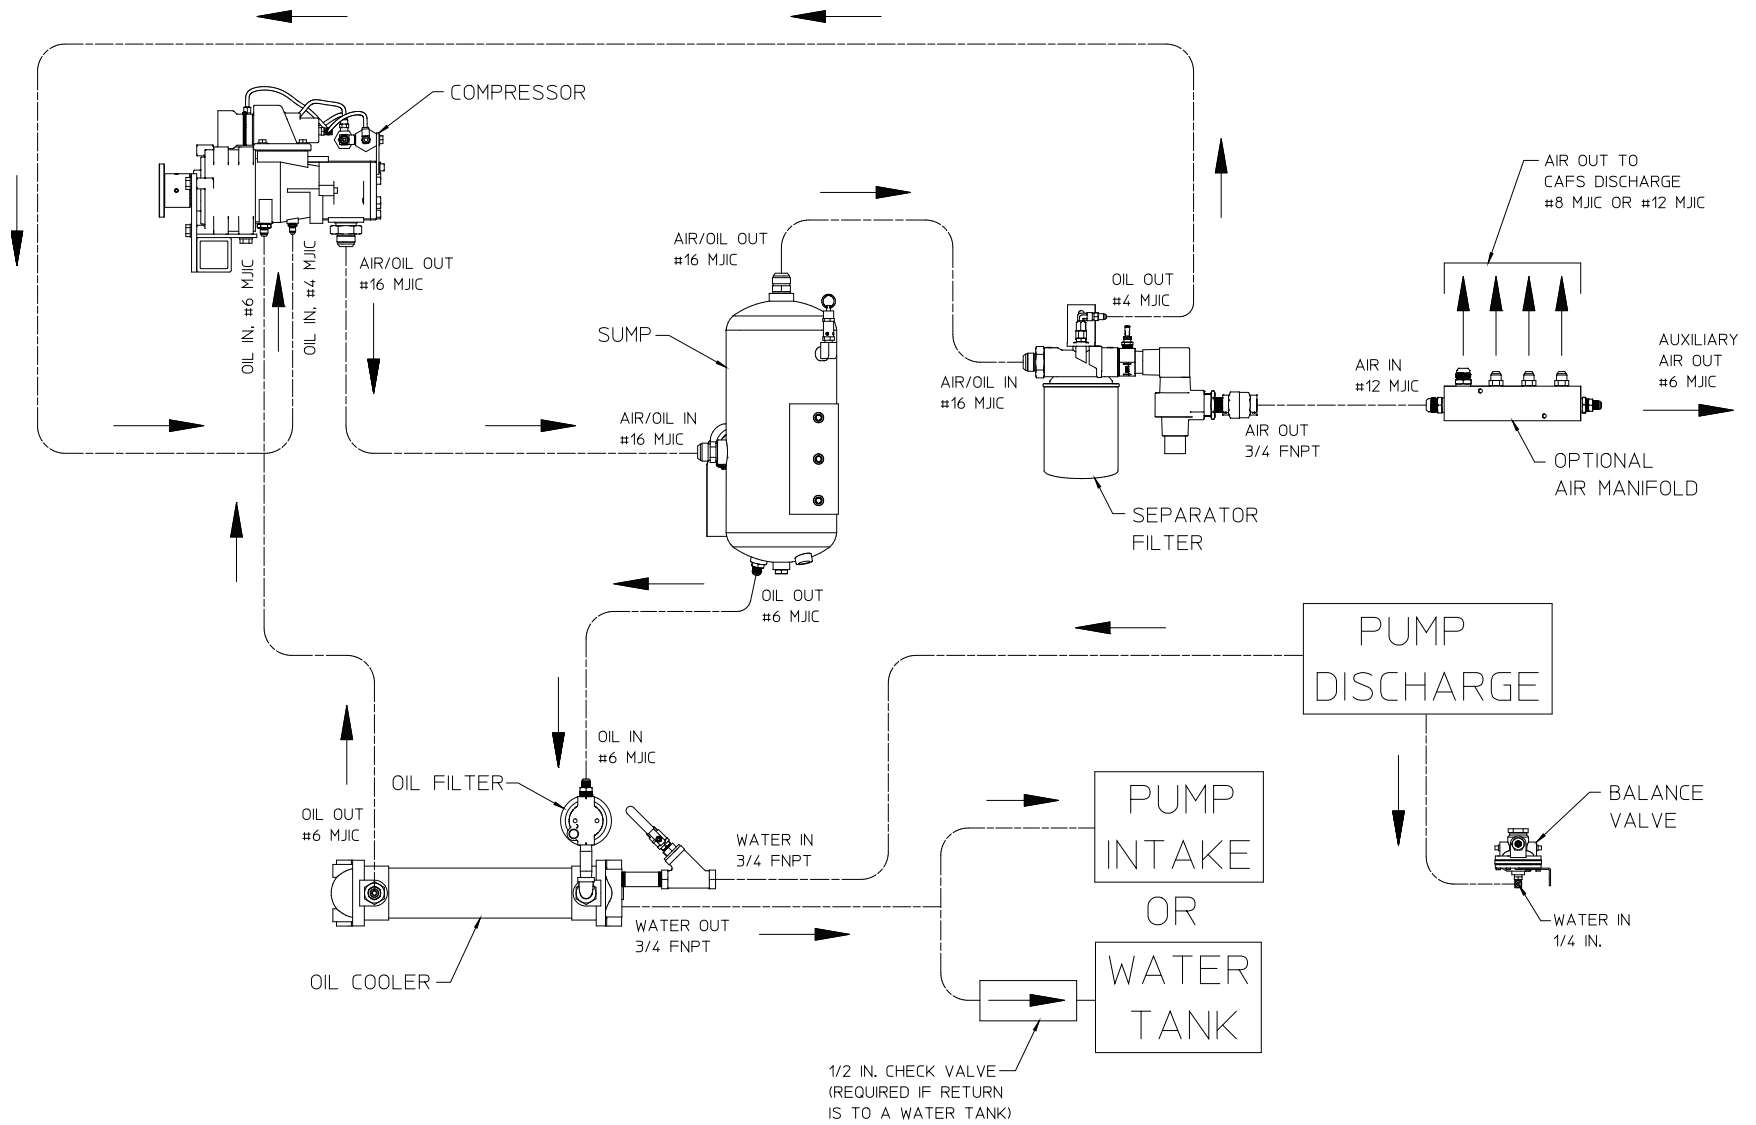 COMPRESSOR
OIL IN, #6 MJIC
OIL IN, #4 MJIC
AIR/OIL OUT
#16 MJIC
AIR/OIL OUT
#16 MJIC
SUMP
AIR/OIL IN
#16 MJIC
OIL OUT
#6 MJIC
OIL OUT
#4 MJIC
AIR/OIL IN
#16 MJIC
SEPARATOR
FILTER
AIR OUT
3/4 FNPT
AIR IN
#12 MJIC
AIR OUT TO
CAFS DISCHARGE
#8 MJIC OR #12 MJIC
AUXILIARY
AIR OUT
#6 MJIC
OPTIONAL
AIR MANIFOLD
PUMP
DISCHARGE
BALANCE
VALVE
WATER IN
1/4 IN.
OIL IN
#6 MJIC
OIL FILTER
OIL OUT
#6 MJIC
WATER IN
3/4 FNPT
WATER OUT
3/4 FNPT
OIL COOLER
PUMP
INTAKE
OR
WATER
TANK
1/2 IN. CHECK VALVE
(REQUIRED IF RETURN
IS TO A WATER TANK)